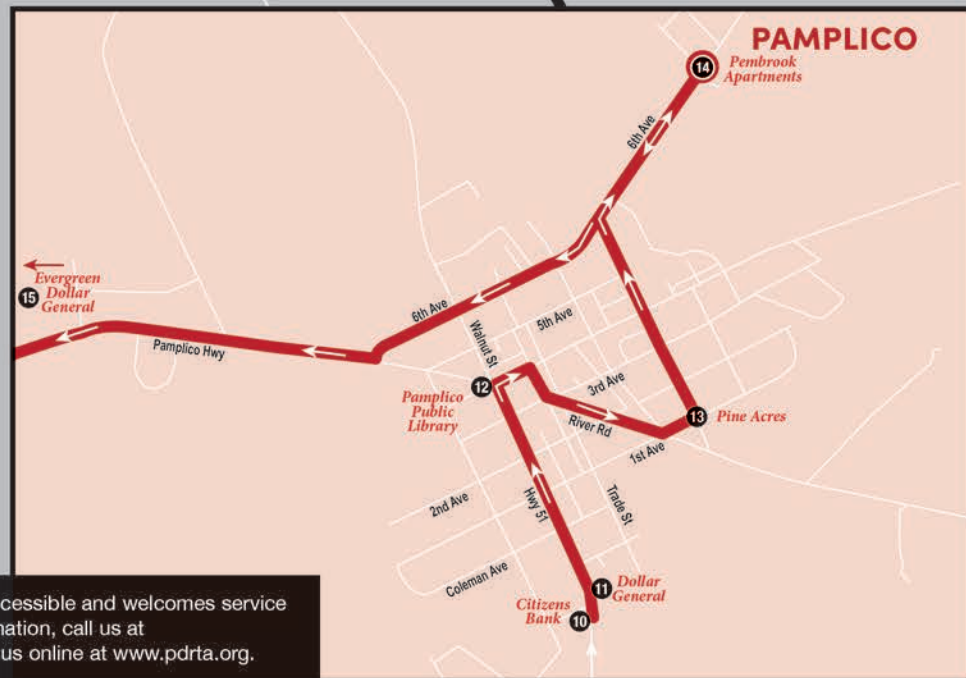 PAMPLICO
14
Pembrook
Apartments
6th Ave
Evergreen
Dollar
General
15
6th Ave
Pamplico Hwy
Walnut St
5th Ave
12
Pamplico
Public
Library
3rd Ave
River Rd
13
Pine Acres
1st Ave
2nd Ave
Hwy 51
Trade St
Coleman Ave
11
Dollar
General
Citizens
Bank
10
and welcomes service
call us at
us online at www.pdrta.org.